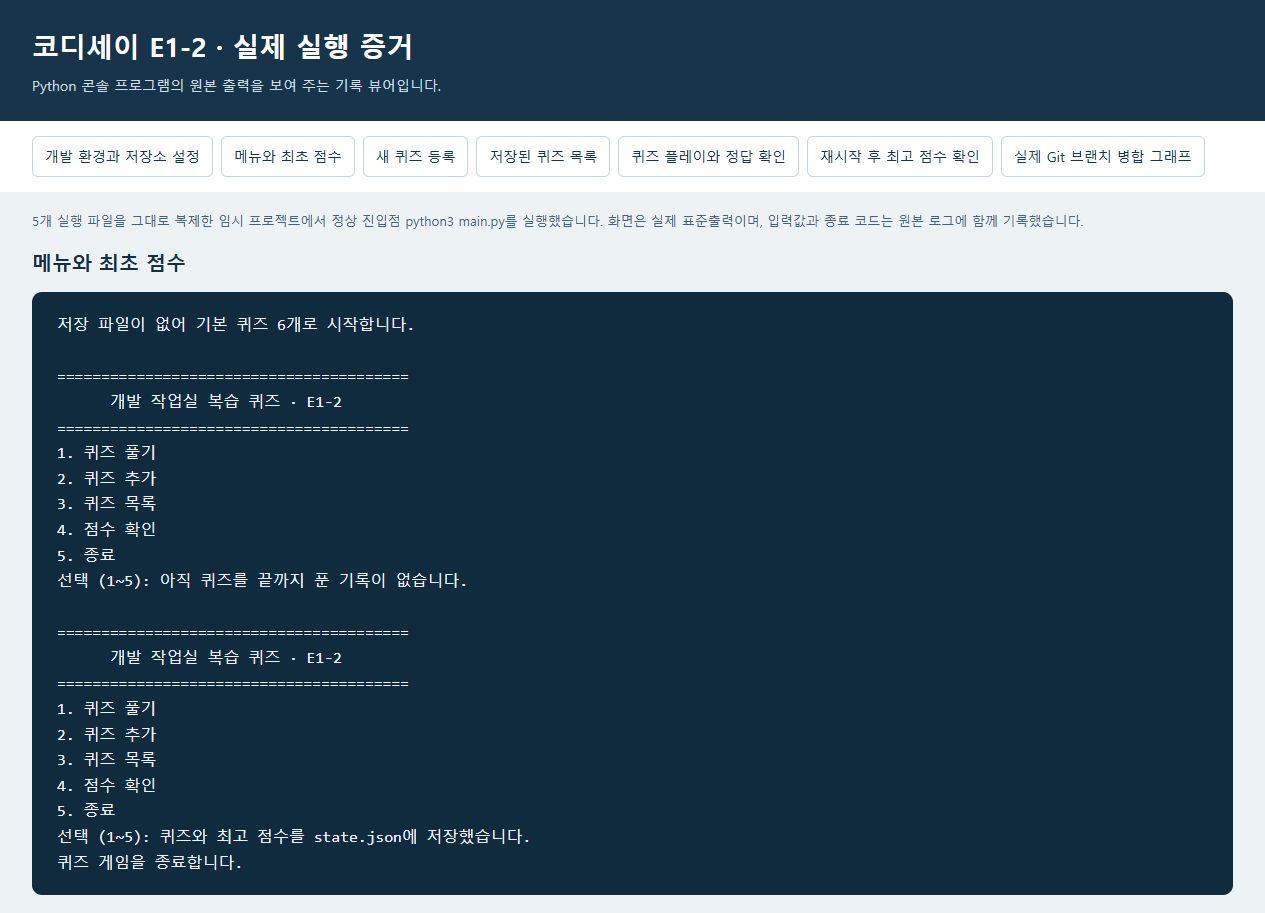 코디세이 E1-2 · 실제 실행 증거
Python 콘솔 프로그램의 원본 출력을 보여 주는 기록 뷰어입니다.
개발 환경과 저장소 설정
메뉴와 최초 점수
새 퀴즈 등록
저장된 퀴즈 목록
퀴즈 플레이와 정답 확인
재시작 후 최고 점수 확인
실제 Git 브랜치 병합 그래프
5개 실행 파일을 그대로 복제한 임시 프로젝트에서 정상 진입점 python3 main.py를 실행했습니다. 화면은 실제 표준출력이며, 입력값과 종료 코드는 원본 로그에 함께 기록했습니다.
메뉴와 최초 점수
저장 파일이 없어 기본 퀴즈 6개로 시작합니다.
========================================
개발 작업실 복습 퀴즈 · E1-2
========================================
1. 퀴즈 풀기
2. 퀴즈 추가
3. 퀴즈 목록
4. 점수 확인
5. 종료
선택 (1~5): 아직 퀴즈를 끝까지 푼 기록이 없습니다.
========================================
개발 작업실 복습 퀴즈 · E1-2
========================================
1. 퀴즈 풀기
2. 퀴즈 추가
3. 퀴즈 목록
4. 점수 확인
5. 종료
선택 (1~5): 퀴즈와 최고 점수를 state.json에 저장했습니다.
퀴즈 게임을 종료합니다.